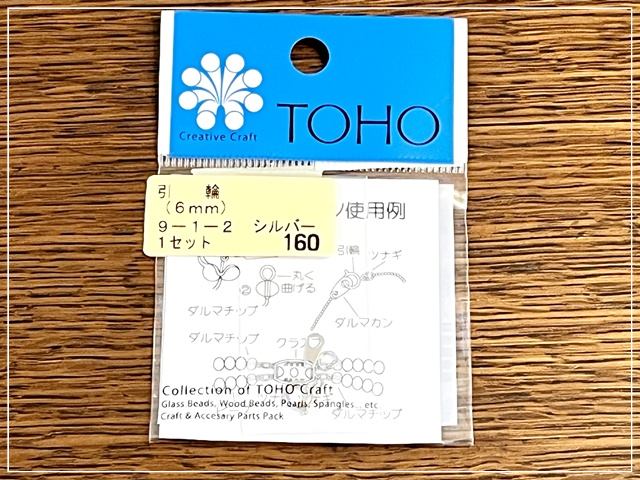 TOHO
Creative Craft
引 輪
(6mm)
9-1-2 シルバー
1セット 160
使用例
引輪 ツナギ
② 丸く
曲げる
ダルマチップ
ダルマカン
ダルマチップ
クラスプ
Collection of TOHO Craft
Glass Beads, Wood Beads, Pearls, Spangles...etc
Craft & Accesary Parts Pack
ダルマチップ